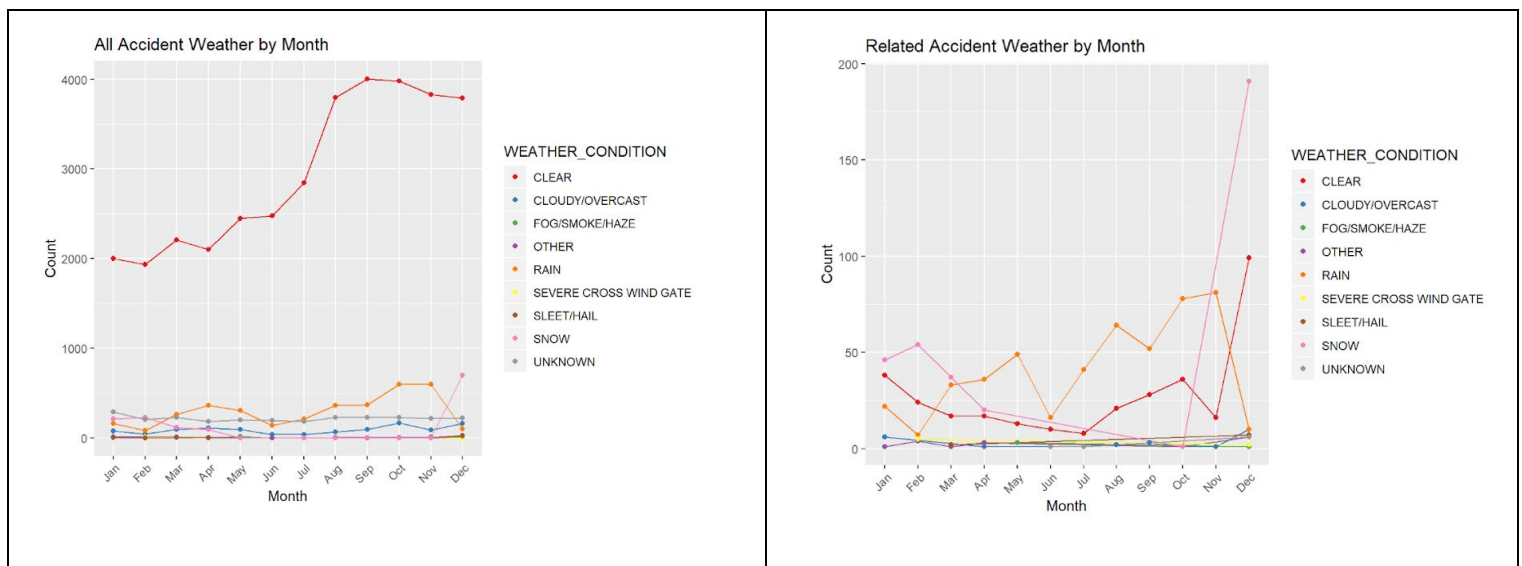 All Accident Weather by Month
4000
3000
2000
1000
0
Count
Jan Feb Mar Apr May Jun Jul Aug Sep Oct Nov Dec
Month
WEATHER_CONDITION
CLEAR
CLOUDY/OVERCAST
FOG/SMOKE/HAZE
OTHER
RAIN
SEVERE CROSS WIND GATE
SLEET/HAIL
SNOW
UNKNOWN
Related Accident Weather by Month
200
150
100
50
0
Count
Jan Feb Mar Apr May Jun Jul Aug Sep Oct Nov Dec
Month
WEATHER_CONDITION
CLEAR
CLOUDY/OVERCAST
FOG/SMOKE/HAZE
OTHER
RAIN
SEVERE CROSS WIND GATE
SLEET/HAIL
SNOW
UNKNOWN